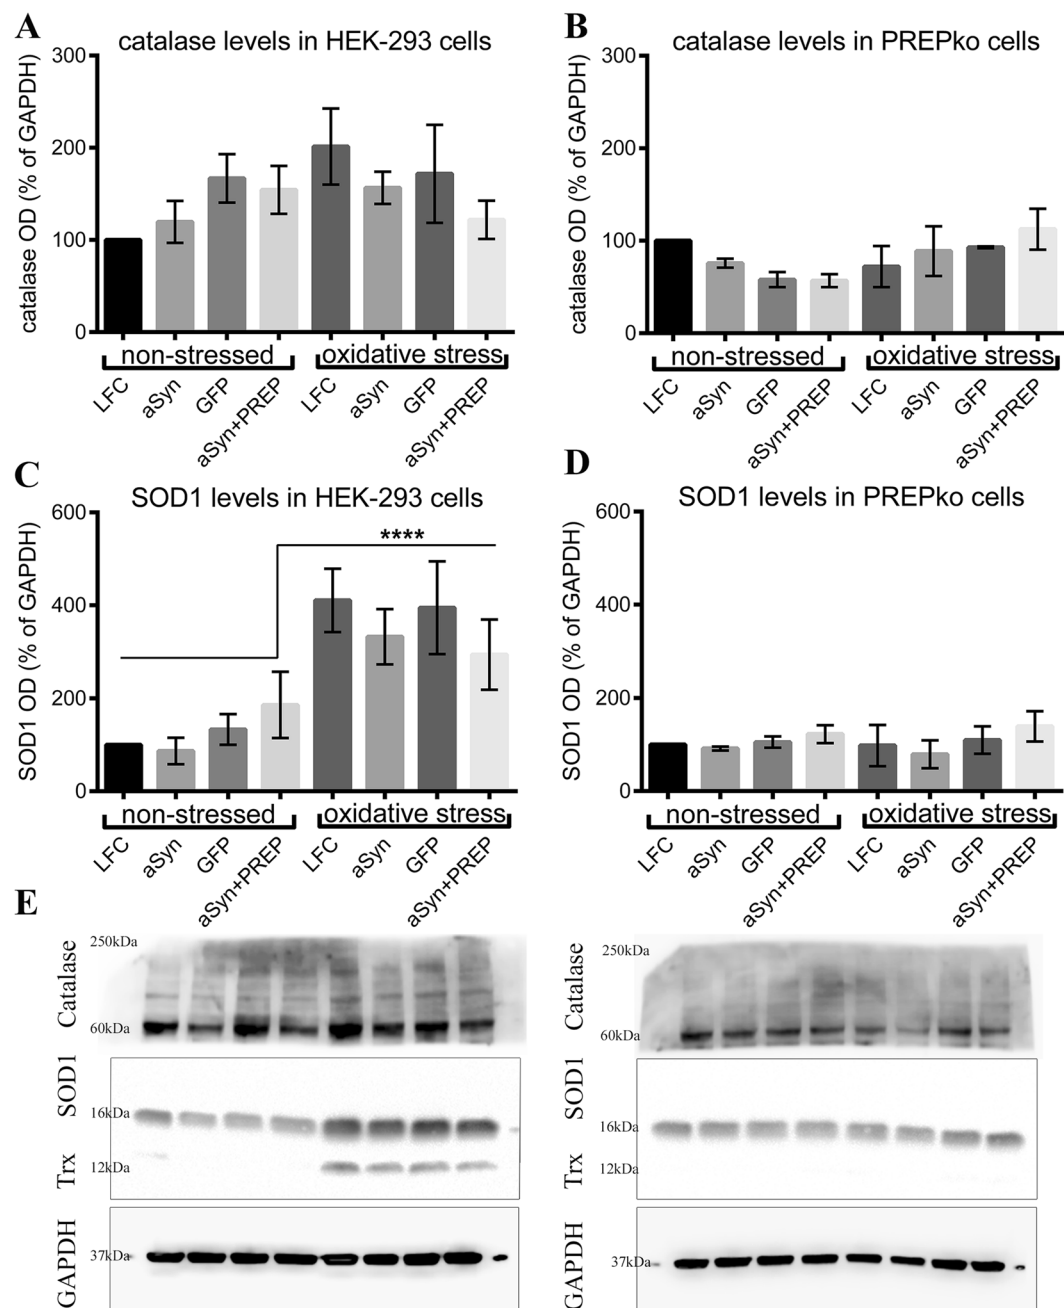 A
catalase levels in HEK-293 cells
catalase OD (% of GAPDH)
300
200
100
0
non-stressed
oxidative stress
LFC
aSyn
GFP
aSyn+PREP
LFC
aSyn
GFP
aSyn+PREP
B
catalase levels in PREPko cells
catalase OD (% of GAPDH)
300
200
100
0
non-stressed
oxidative stress
LFC
aSyn
GFP
aSyn+PREP
LFC
aSyn
GFP
aSyn+PREP
C
SOD1 levels in HEK-293 cells
SOD1 OD (% of GAPDH)
600
400
200
0
****
non-stressed
oxidative stress
LFC
aSyn
GFP
aSyn+PREP
LFC
aSyn
GFP
aSyn+PREP
D
SOD1 levels in PREPko cells
SOD1 OD (% of GAPDH)
600
400
200
0
non-stressed
oxidative stress
LFC
aSyn
GFP
aSyn+PREP
LFC
aSyn
GFP
aSyn+PREP
E
Catalase
250kDa
60kDa
SOD1
16kDa
Trx
12kDa
GAPDH
37kDa
Catalase
250kDa
60kDa
SOD1
16kDa
Trx
12kDa
GAPDH
37kDa